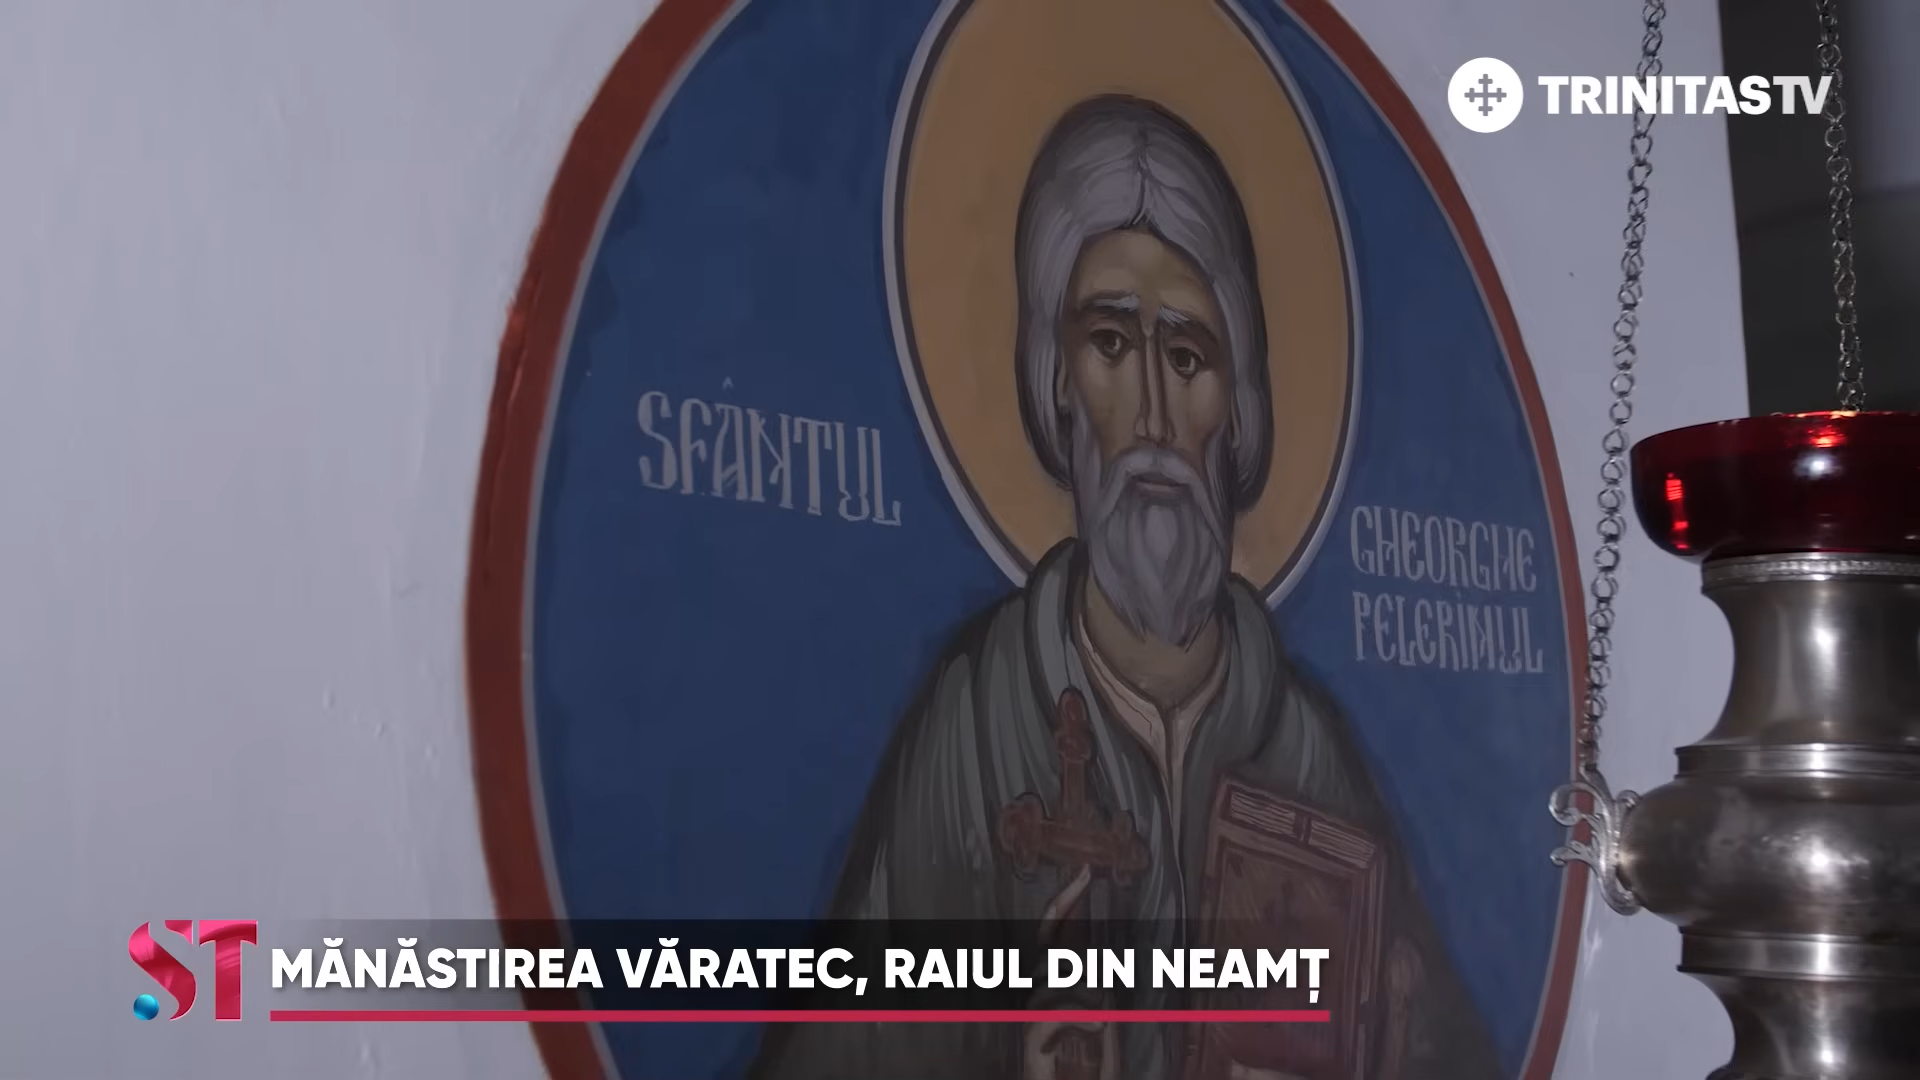 TRINITASTV
SFÂNTUL
GHEORGHE
PELERINUL
ST
MĂNĂSTIREA VĂRATEC, RAIUL DIN NEAMȚ